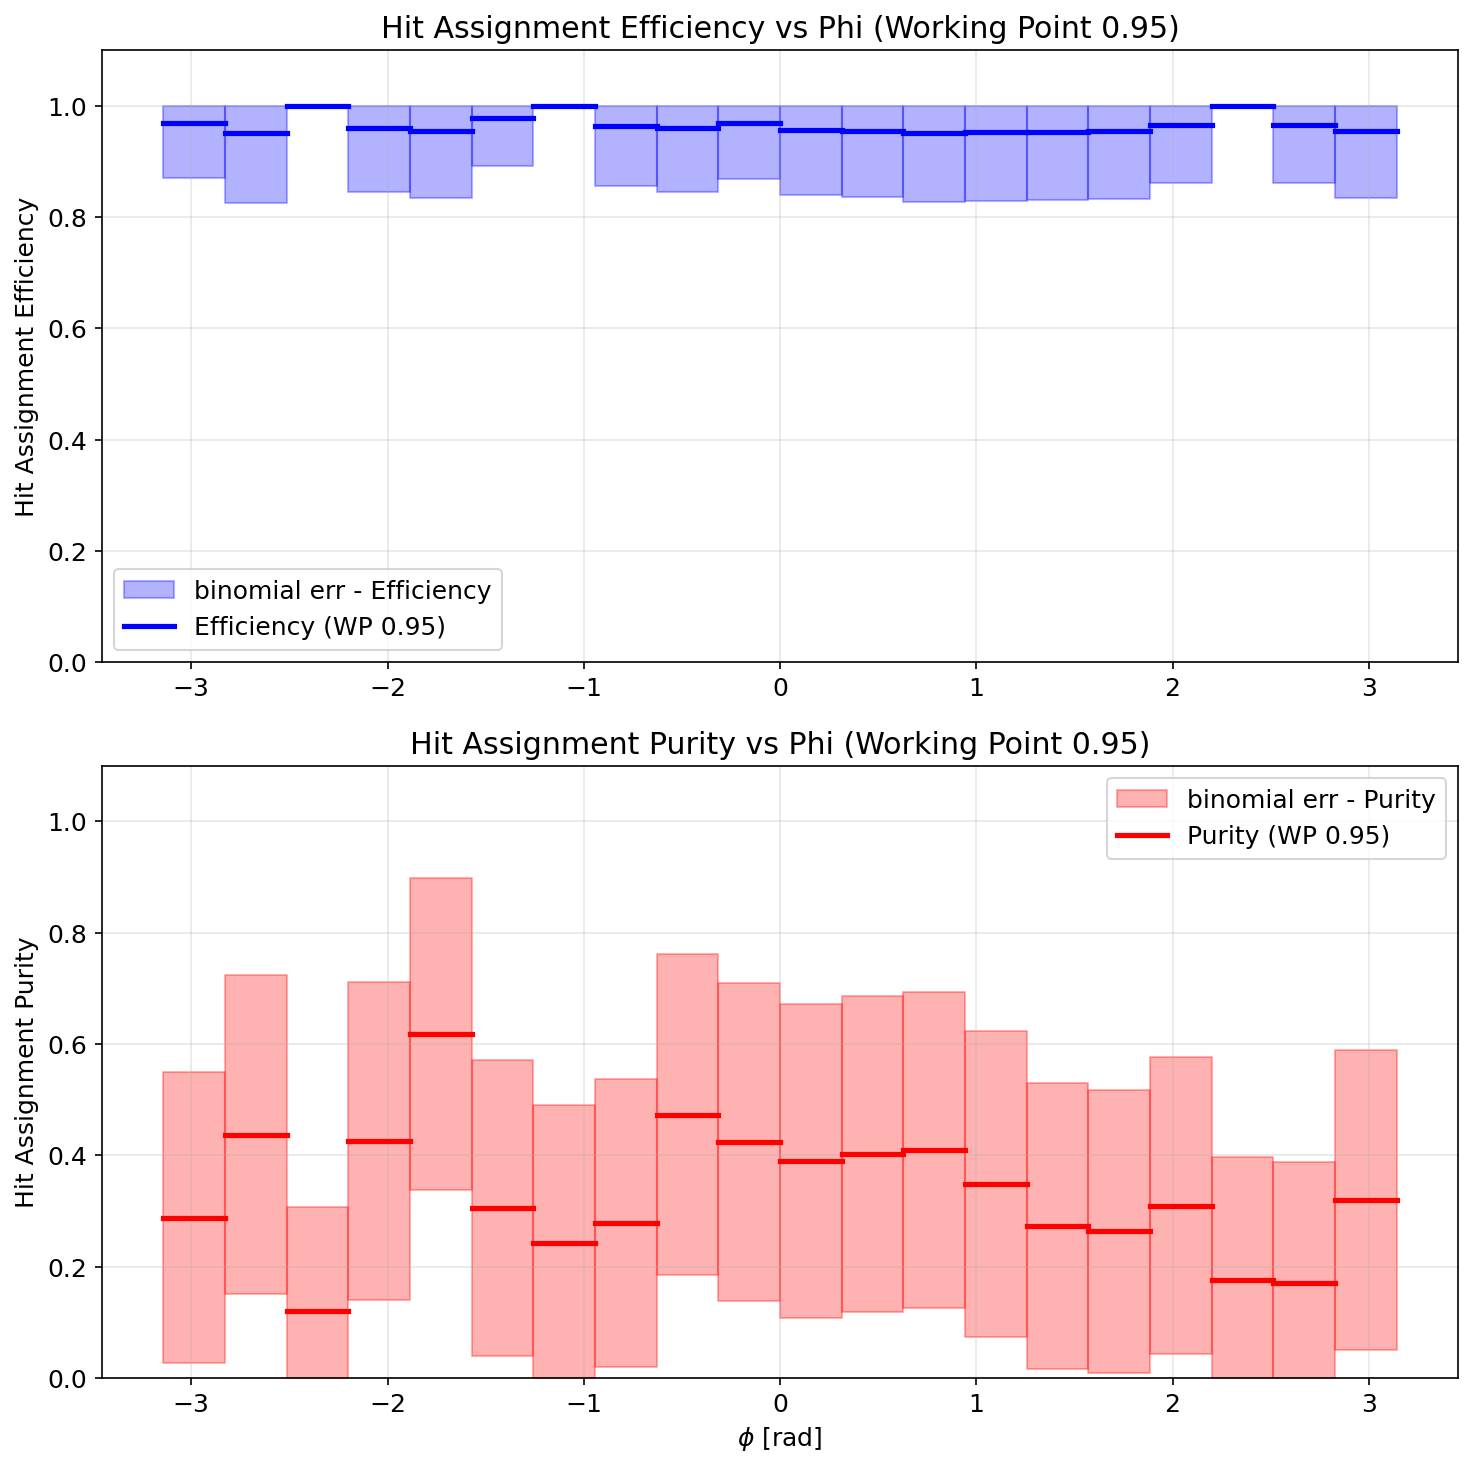 Hit Assignment Efficiency vs Phi (Working Point 0.95)
Hit Assignment Efficiency
1.0
0.8
0.6
0.4
0.2
0.0
binomial err - Efficiency
Efficiency (WP 0.95)
−3 −2 −1 0 1 2 3
Hit Assignment Purity vs Phi (Working Point 0.95)
Hit Assignment Purity
1.0
0.8
0.6
0.4
0.2
0.0
binomial err - Purity
Purity (WP 0.95)
−3 −2 −1 0 1 2 3
ϕ [rad]